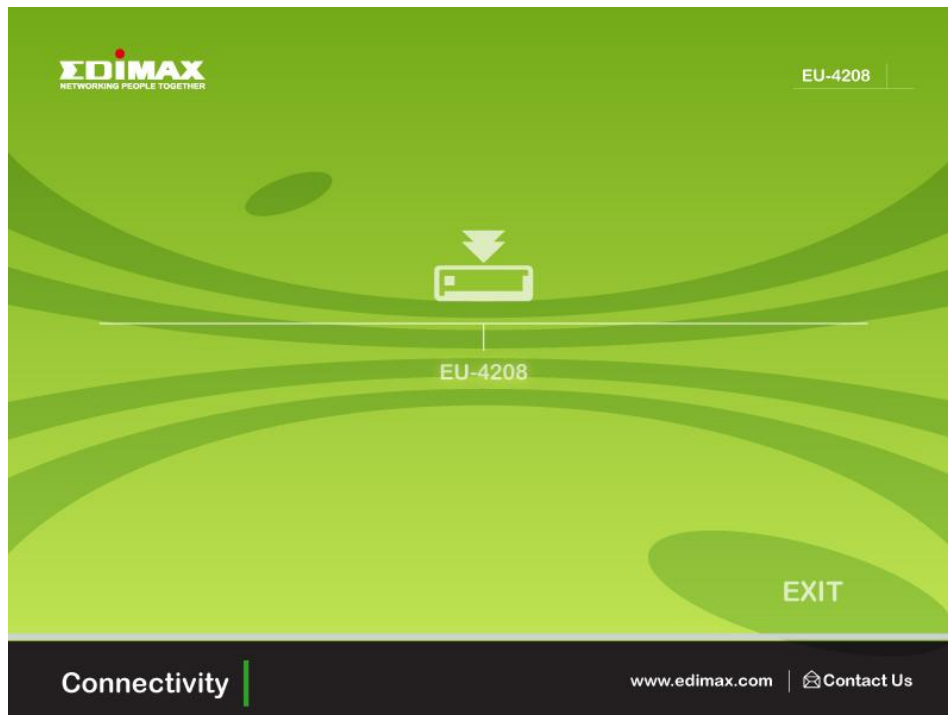 EDIMAX
NETWORKING PEOPLE TOGETHER
EU-4208
EU-4208
EXIT
Connectivity
www.edimax.com
Contact Us